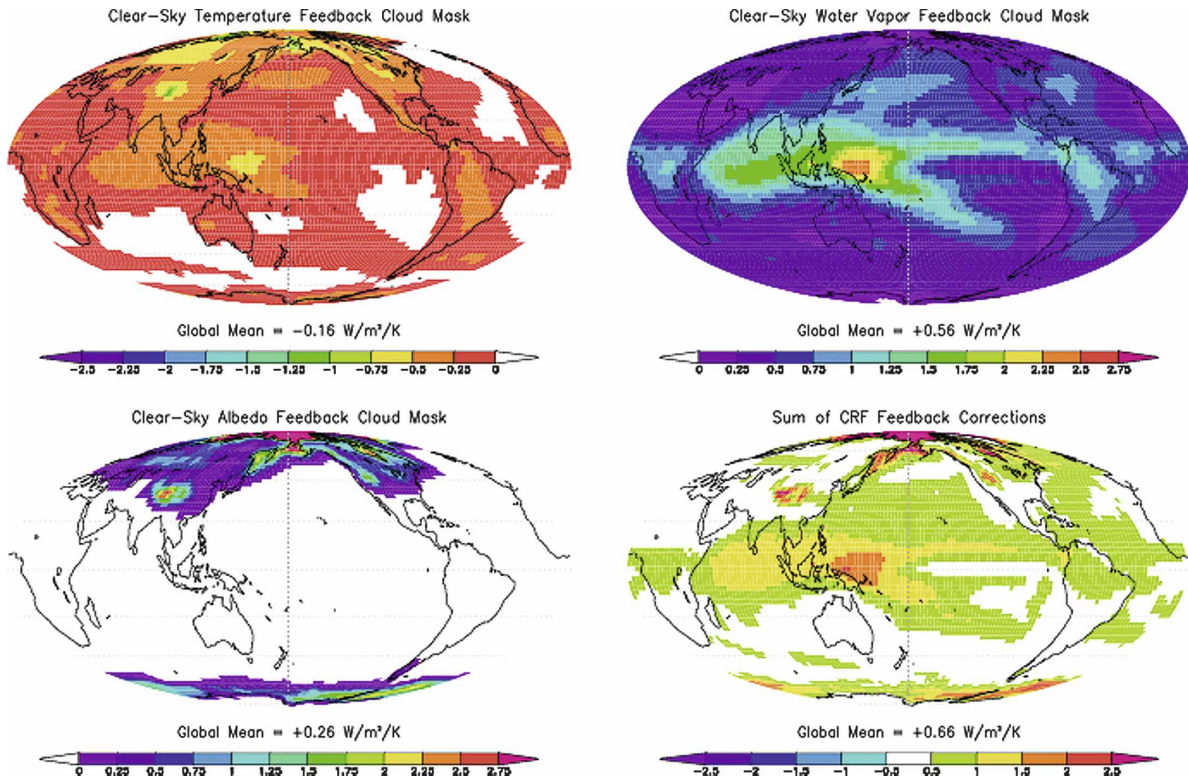 Clear-Sky Temperature Feedback Cloud Mask
Global Mean = -0.16 W/m²/K
-2.5 -2.25 -2 -1.75 -1.5 -1.25 -1 -0.75 -0.5 -0.25 0
Clear-Sky Water Vapor Feedback Cloud Mask
Global Mean = +0.56 W/m²/K
0 0.25 0.5 0.75 1 1.25 1.5 1.75 2 2.25 2.5 2.75
Clear-Sky Albedo Feedback Cloud Mask
Global Mean = +0.26 W/m²/K
0 0.25 0.5 0.75 1 1.25 1.5 1.75 2 2.25 2.5 2.75
Sum of CRF Feedback Corrections
Global Mean = +0.66 W/m²/K
-2.5 -2 -1.5 -1 -0.5 0.5 1 1.5 2 2.5